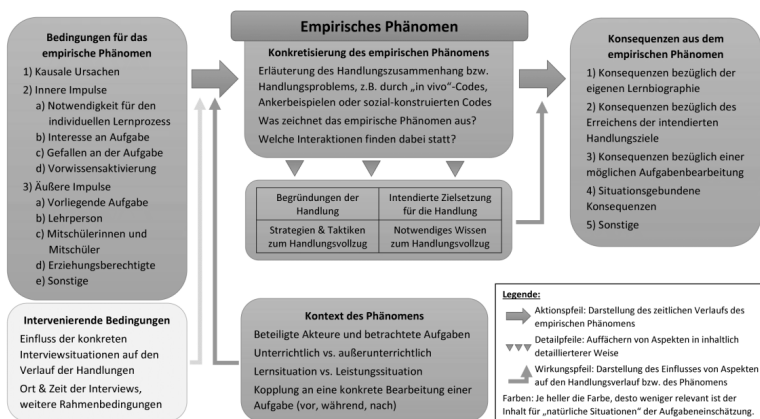 Bedingungen für das
empirische Phänomen
1) Kausale Ursachen
2) Innere Impulse
a) Notwendigkeit für den
individuellen Lernprozess
b) Interesse an Aufgabe
c) Gefallen an der Aufgabe
d) Vorwissensaktivierung
3) Äußere Impulse
a) Vorliegende Aufgabe
b) Lehrperson
c) Mitschülerinnen und
Mitschüler
d) Erziehungsberechtigte
e) Sonstige
Intervenierende Bedingungen
Einfluss der konkreten
Interviewsituationen auf den
Verlauf der Handlungen
Ort & Zeit der Interviews,
weitere Rahmenbedingungen
Empirisches Phänomen
Konkretisierung des empirischen Phänomens
Erläuterung des Handlungszusammenhang bzw.
Handlungsproblems, z.B. durch „in vivo“-Codes,
Ankerbeispielen oder sozial-konstruierten Codes
Was zeichnet das empirische Phänomen aus?
Welche Interaktionen finden dabei statt?
Begründungen der
Handlung
Intendierte Zielsetzung
für die Handlung
Strategien & Taktiken
zum Handlungsvollzug
Notwendiges Wissen
zum Handlungsvollzug
Kontext des Phänomens
Beteiligte Akteure und betrachtete Aufgaben
Unterrichtlich vs. außerunterrichtlich
Lernsituation vs. Leistungssituation
Kopplung an eine konkrete Bearbeitung einer
Aufgabe (vor, während, nach)
Konsequenzen aus dem
empirischen Phänomen
1) Konsequenzen bezüglich der
eigenen Lernbiographie
2) Konsequenzen bezüglich des
Erreichens der intendierten
Handlungsziele
3) Konsequenzen bezüglich einer
möglichen Aufgabenbearbeitung
4) Situationsgebundene
Konsequenzen
5) Sonstige
Legende:
Aktionspfeil: Darstellung des zeitlichen Verlaufs des
empirischen Phänomens
Detailpfeile: Auffächern von Aspekten in inhaltlich
detaillierterer Weise
Wirkungspfeil: Darstellung des Einflusses von Aspekten
auf den Handlungsverlauf bzw. des Phänomens
Farben: Je heller die Farbe, desto weniger relevant ist der
Inhalt für „natürliche Situationen“ der Aufgabeneinschätzung.